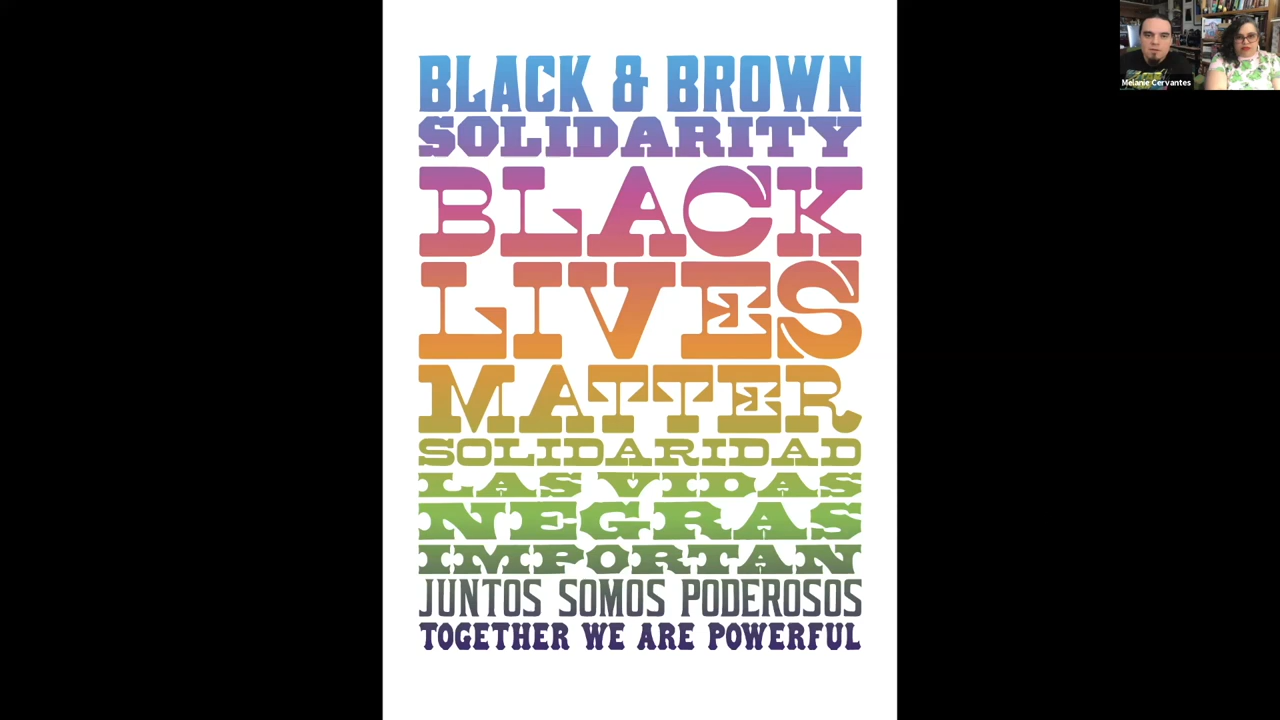 BLACK & BROWN
SOLIDARITY
BLACK
LIVES
MATTER
SOLIDARIDAD
LAS VIDAS
NEGRAS
IMPORTAN
JUNTOS SOMOS PODEROSOS
TOGETHER WE ARE POWERFUL
Melanie Cervantes